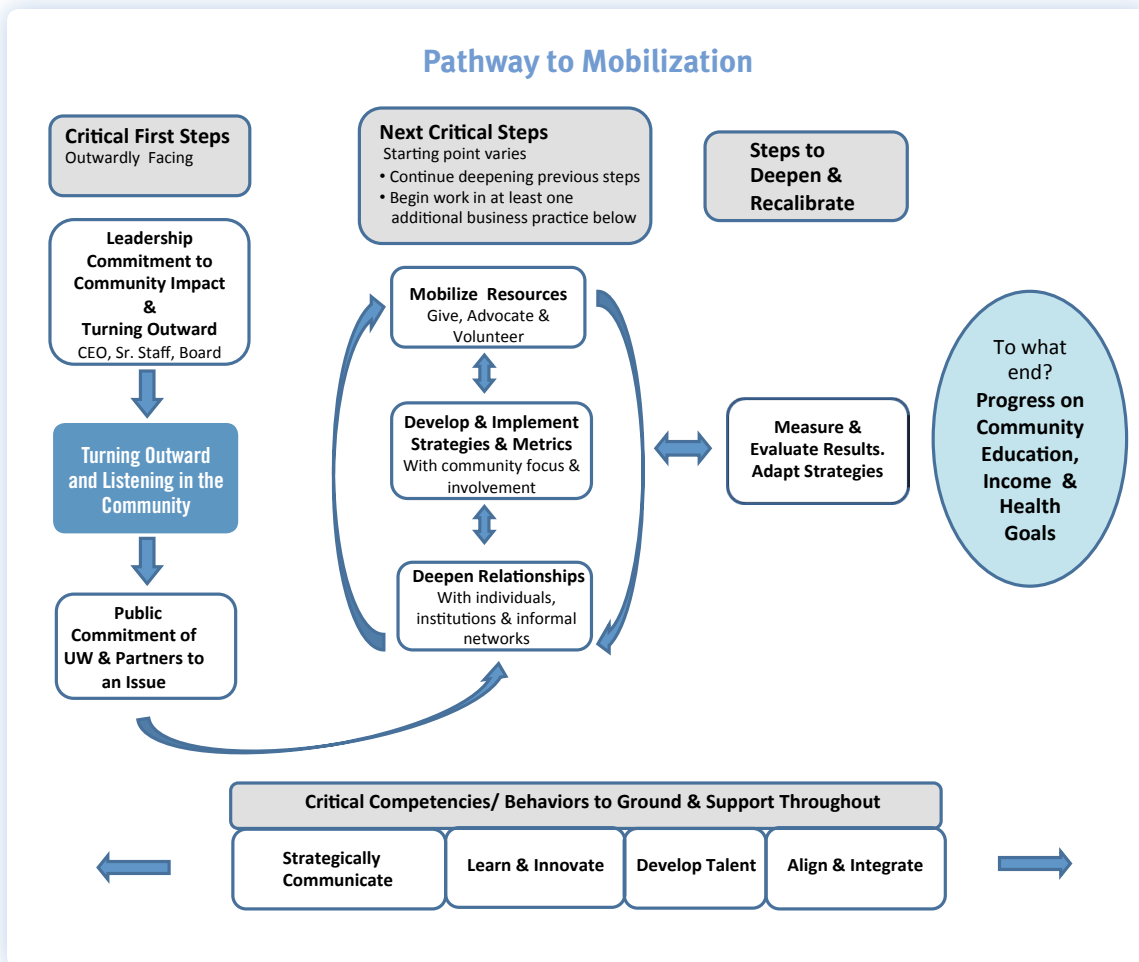 Pathway to Mobilization
Critical First Steps
Outwardly Facing
Leadership
Commitment to
Community Impact
&
Turning Outward
CEO, Sr. Staff, Board
Turning Outward
and Listening in the
Community
Public
Commitment of
UW & Partners to
an Issue
Next Critical Steps
Starting point varies
• Continue deepening previous steps
• Begin work in at least one
additional business practice below
Mobilize Resources
Give, Advocate &
Volunteer
Develop & Implement
Strategies & Metrics
With community focus &
involvement
Deepen Relationships
With individuals,
institutions & informal
networks
Steps to
Deepen &
Recalibrate
Measure &
Evaluate Results.
Adapt Strategies
To what
end?
Progress on
Community
Education,
Income &
Health
Goals
Critical Competencies/ Behaviors to Ground & Support Throughout
Strategically
Communicate
Learn & Innovate
Develop Talent
Align & Integrate